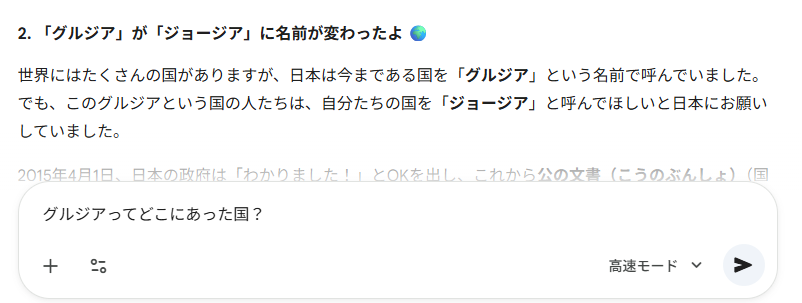 2. 「グルジア」が「ジョージア」に名前が変わったよ 🌍
世界にはたくさんの国がありますが、日本は今まである国を「グルジア」という名前で呼んでいました。
でも、このグルジアという国の人たちは、自分たちの国を「ジョージア」と呼んでほしいと日本にお願い
していました。
2015年4月1日、日本の政府は「わかりました！」とOKを出し、これから公の文書（こうのぶんしょ）（国
グルジアってどこにあった国？
高速モード